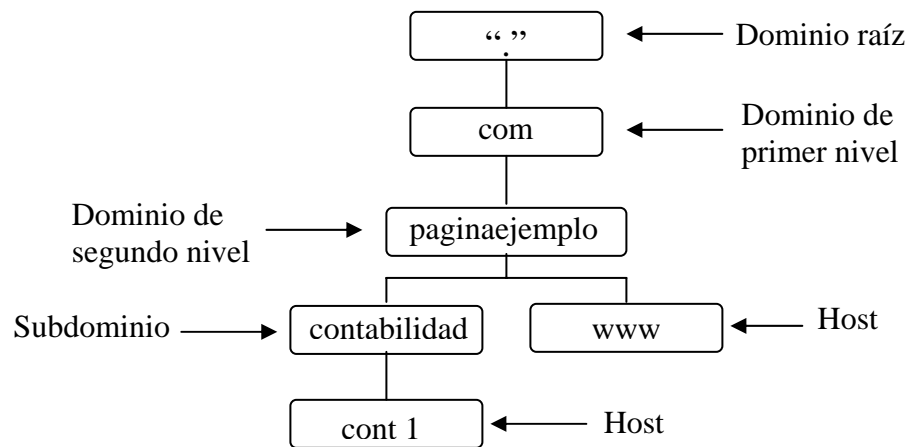 “.”
Dominio raíz
com
Dominio de
primer nivel
Dominio de
segundo nivel
paginaejemplo
Subdominio
contabilidad
www
Host
cont 1
Host